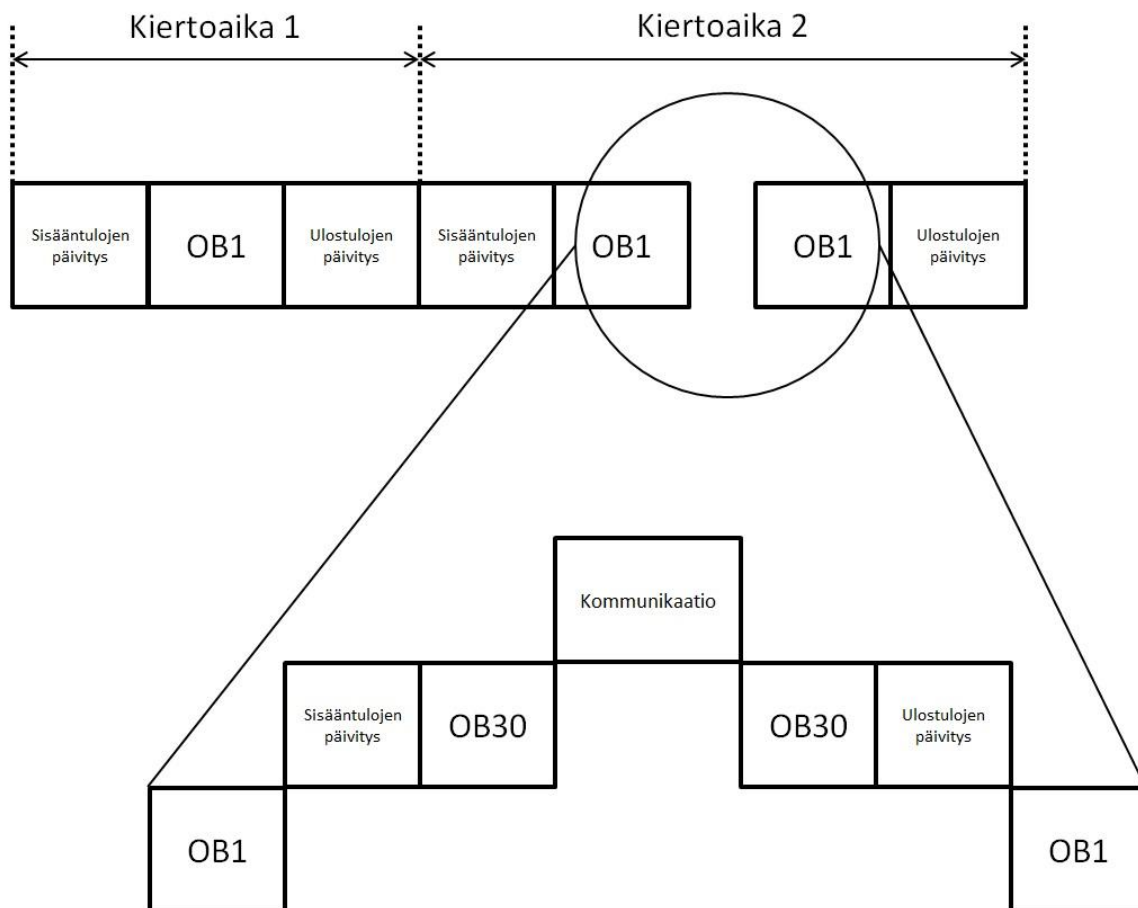 Kiertoaika 1
Kiertoaika 2
Sisääntulojen
päivitys
OB1
Ulostulojen
päivitys
Sisääntulojen
päivitys
OB1
OB1
Ulostulojen
päivitys
Kommunikaatio
Sisääntulojen
päivitys
OB30
OB30
Ulostulojen
päivitys
OB1
OB1